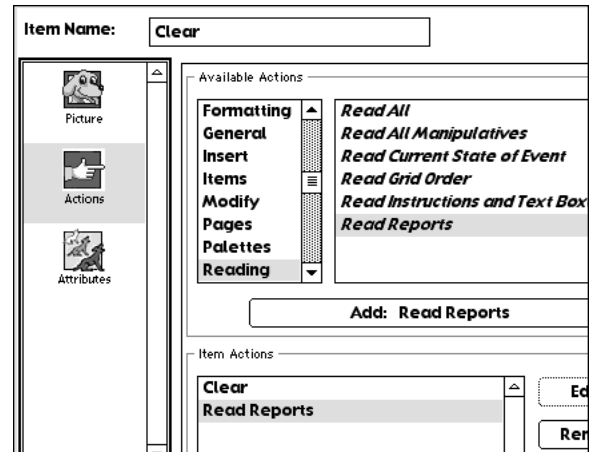 Item Name: Clear
Picture
Actions
Attributes
Available Actions
Formatting
General
Insert
Items
Modify
Pages
Palettes
Reading
Read All
Read All Manipulatives
Read Current State of Event
Read Grid Order
Read Instructions and Text Box
Read Reports
Add: Read Reports
Item Actions
Clear
Read Reports
Ed
Rer